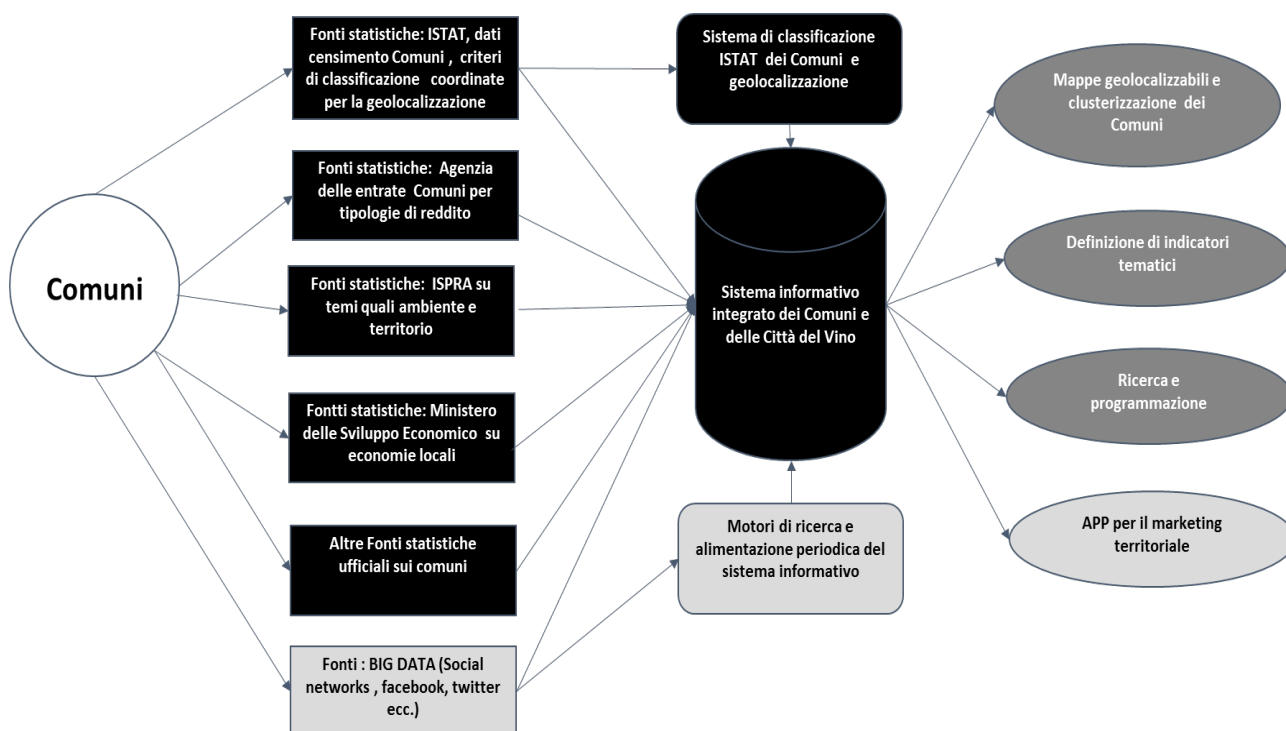 Comuni
Fonti statistiche: ISTAT, dati
censimento Comuni , criteri
di classificazione coordinate
per la geolocalizzazione
Fonti statistiche: Agenzia
delle entrate Comuni per
tipologie di reddito
Fonti statistiche: ISPRA su
temi quali ambiente e
territorio
Fontti statistiche: Ministero
delle Sviluppo Economico su
economie locali
Altre Fonti statistiche
ufficiali sui comuni
Fonti : BIG DATA (Social
networks , facebook, twitter
ecc.)
Sistema di classificazione
ISTAT dei Comuni e
geolocalizzazione
Sistema informativo
integrato dei Comuni e
delle Città del Vino
Motori di ricerca e
alimentazione periodica del
sistema informativo
Mappe geolocalizzabili e
clusterizzazione dei
Comuni
Definizione di indicatori
tematici
Ricerca e
programmazione
APP per il marketing
territoriale